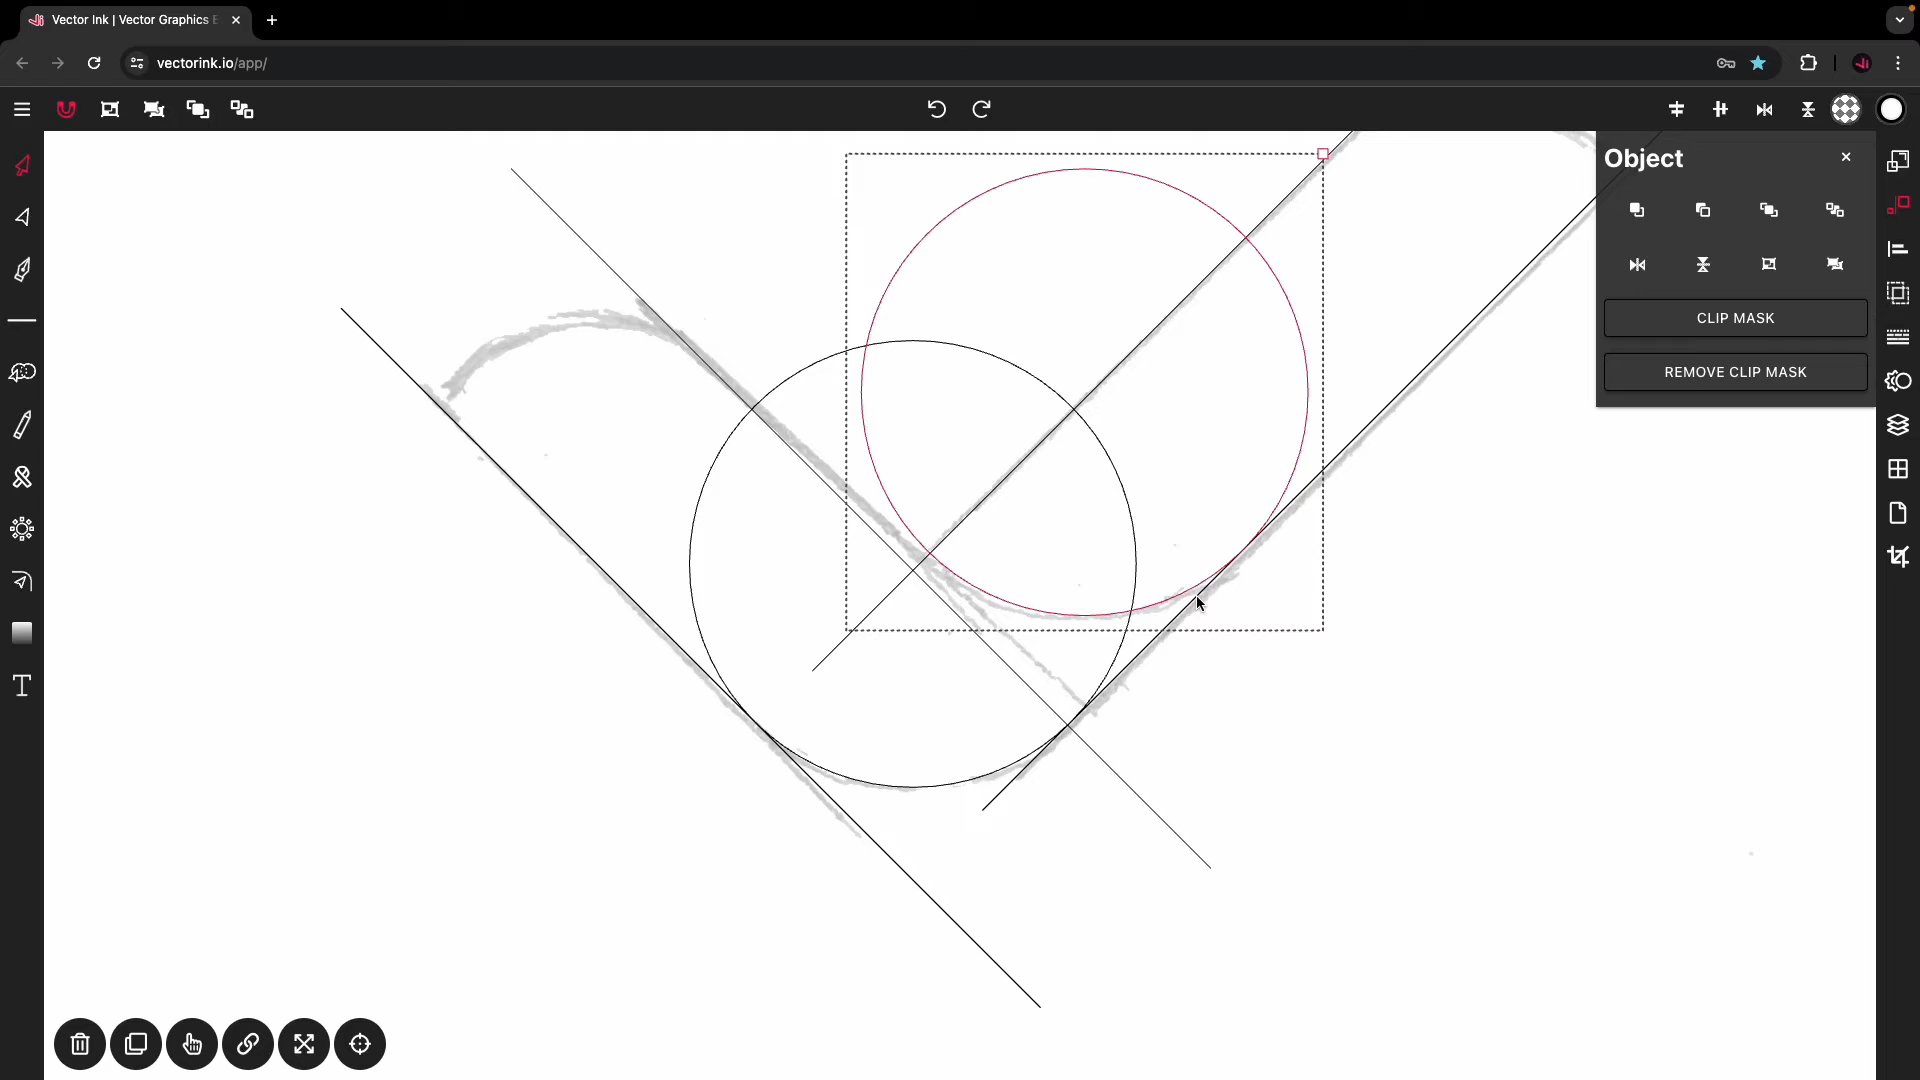 Vector Ink | Vector Graphics E
vectorink.io/app/
Object
CLIP MASK
REMOVE CLIP MASK